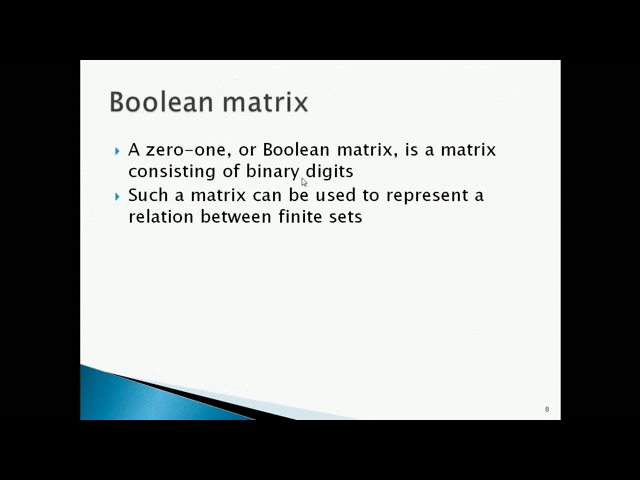 Boolean matrix
A zero-one, or Boolean matrix, is a matrix
consisting of binary digits
Such a matrix can be used to represent a
relation between finite sets
8